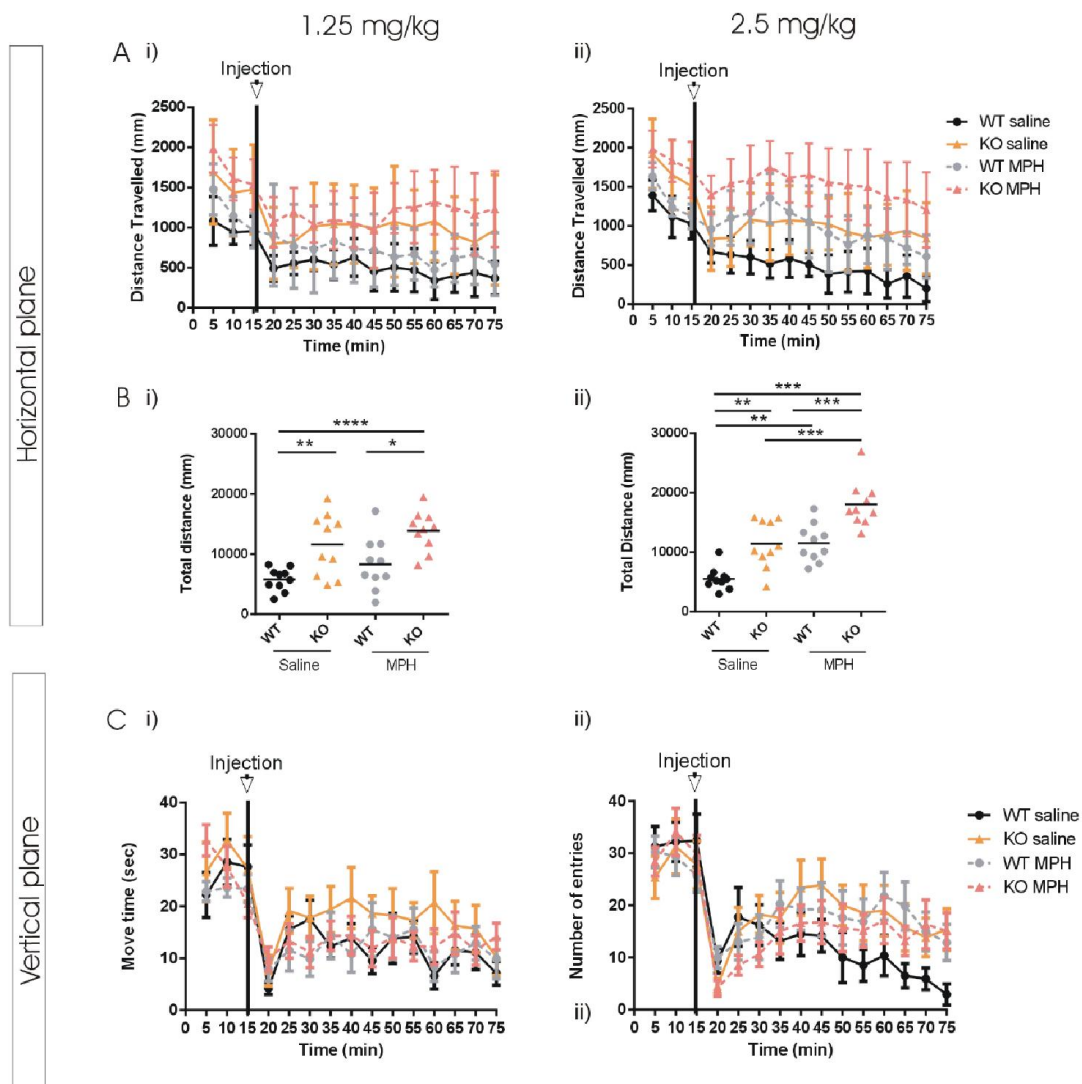 1.25 mg/kg
2.5 mg/kg
Horizontal plane
A i)
Injection
Distance Travelled (mm)
2500
2000
1500
1000
500
0
0 5 10 15 20 25 30 35 40 45 50 55 60 65 70 75
Time (min)
ii)
Injection
Distance Travelled (mm)
2500
2000
1500
1000
500
0
0 5 10 15 20 25 30 35 40 45 50 55 60 65 70 75
Time (min)
WT saline
KO saline
WT MPH
KO MPH
B i)
****
** *
Total distance (mm)
30000
20000
10000
0
WT KO WT KO
Saline MPH
ii)
***
** ***
**
***
Total Distance (mm)
30000
20000
10000
0
WT KO WT KO
Saline MPH
Vertical plane
C i)
Injection
Move time (sec)
40
30
20
10
0
0 5 10 15 20 25 30 35 40 45 50 55 60 65 70 75
Time (min)
ii)
Injection
Number of entries
40
30
20
10
0
ii)
0 5 10 15 20 25 30 35 40 45 50 55 60 65 70 75
Time (min)
WT saline
KO saline
WT MPH
KO MPH